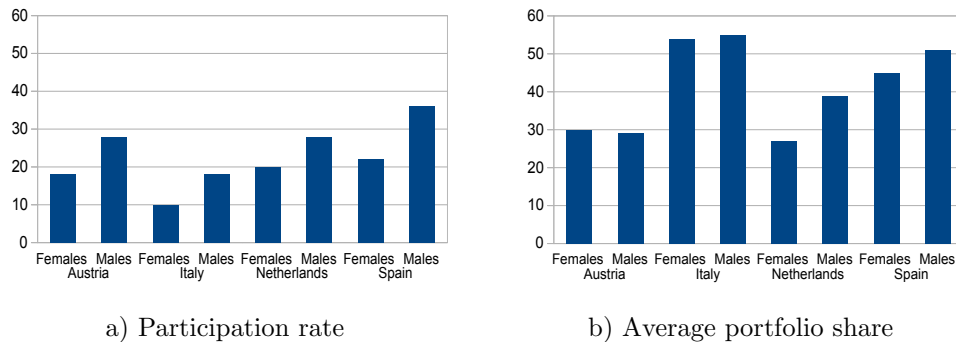 60
50
40
30
20
10
0
Females Males Females Males Females Males Females Males
Austria Italy Netherlands Spain
a) Participation rate
60
50
40
30
20
10
0
Females Males Females Males Females Males Females Males
Austria Italy Netherlands Spain
b) Average portfolio share